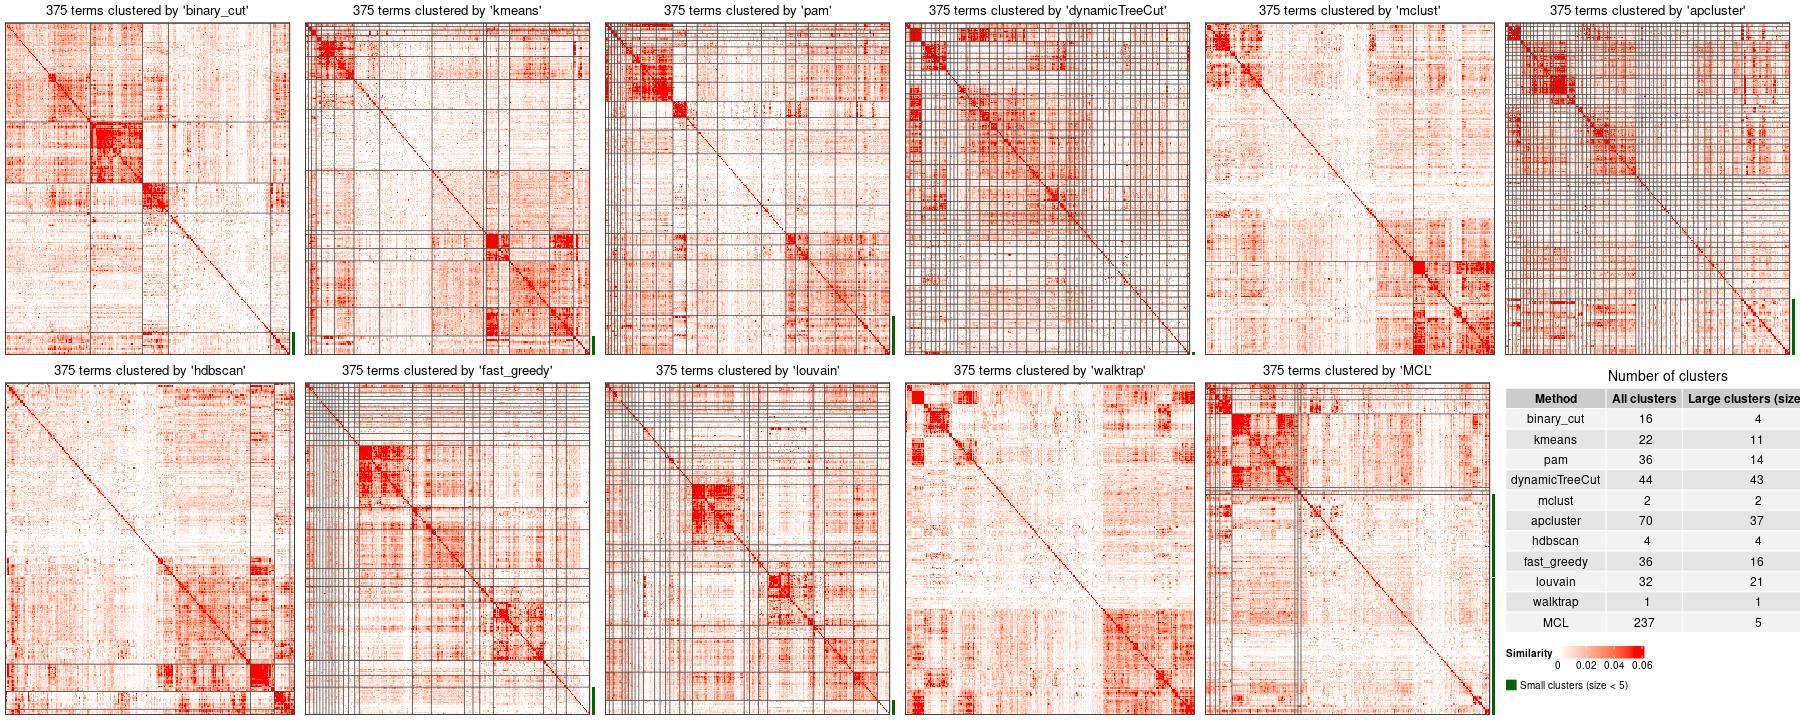 375 terms clustered by 'binary_cut'
375 terms clustered by 'kmeans'
375 terms clustered by 'pam'
375 terms clustered by 'dynamicTreeCut'
375 terms clustered by 'mclust'
375 terms clustered by 'apcluster'
375 terms clustered by 'hdbscan'
375 terms clustered by 'fast_greedy'
375 terms clustered by 'louvain'
375 terms clustered by 'walktrap'
375 terms clustered by 'MCL'
Number of clusters
Method All clusters Large clusters (size
binary_cut 16 4
kmeans 22 11
pam 36 14
dynamicTreeCut 44 43
mclust 2 2
apcluster 70 37
hdbscan 4 4
fast_greedy 36 16
louvain 32 21
walktrap 1 1
MCL 237 5
Similarity
0 0.02 0.04 0.06
Small clusters (size < 5)